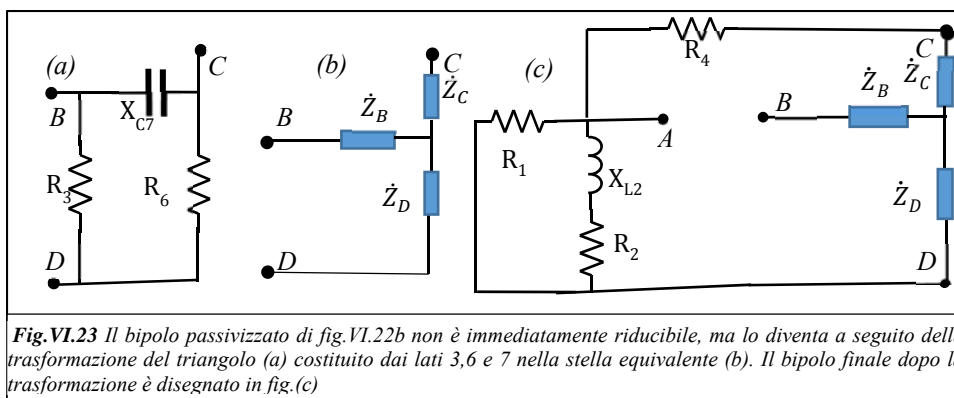 (a)
C
B
X_C7
R_3
R_6
D
(b)
C
Ż_C
Ż_B
B
Ż_D
D
(c)
R_4
C
Ż_C
Ż_B
B
A
R_1
X_L2
Ż_D
R_2
D
Fig.VI.23 Il bipolo passivizzato di fig.VI.22b non è immediatamente riducibile, ma lo diventa a seguito dell
trasformazione del triangolo (a) costituito dai lati 3,6 e 7 nella stella equivalente (b). Il bipolo finale dopo l
trasformazione è disegnato in fig.(c)